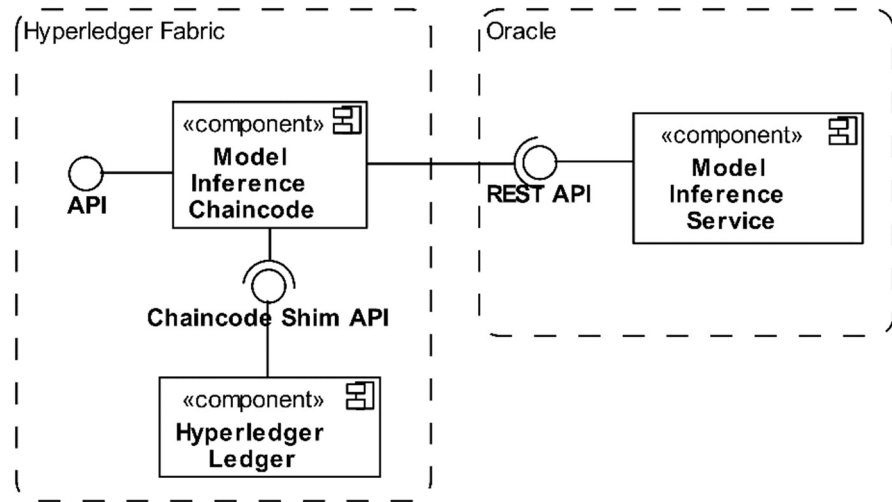 Hyperledger Fabric
Oracle
«component»
Model
Inference
Chaincode
API
REST API
«component»
Model
Inference
Service
Chaincode Shim API
«component»
Hyperledger
Ledger